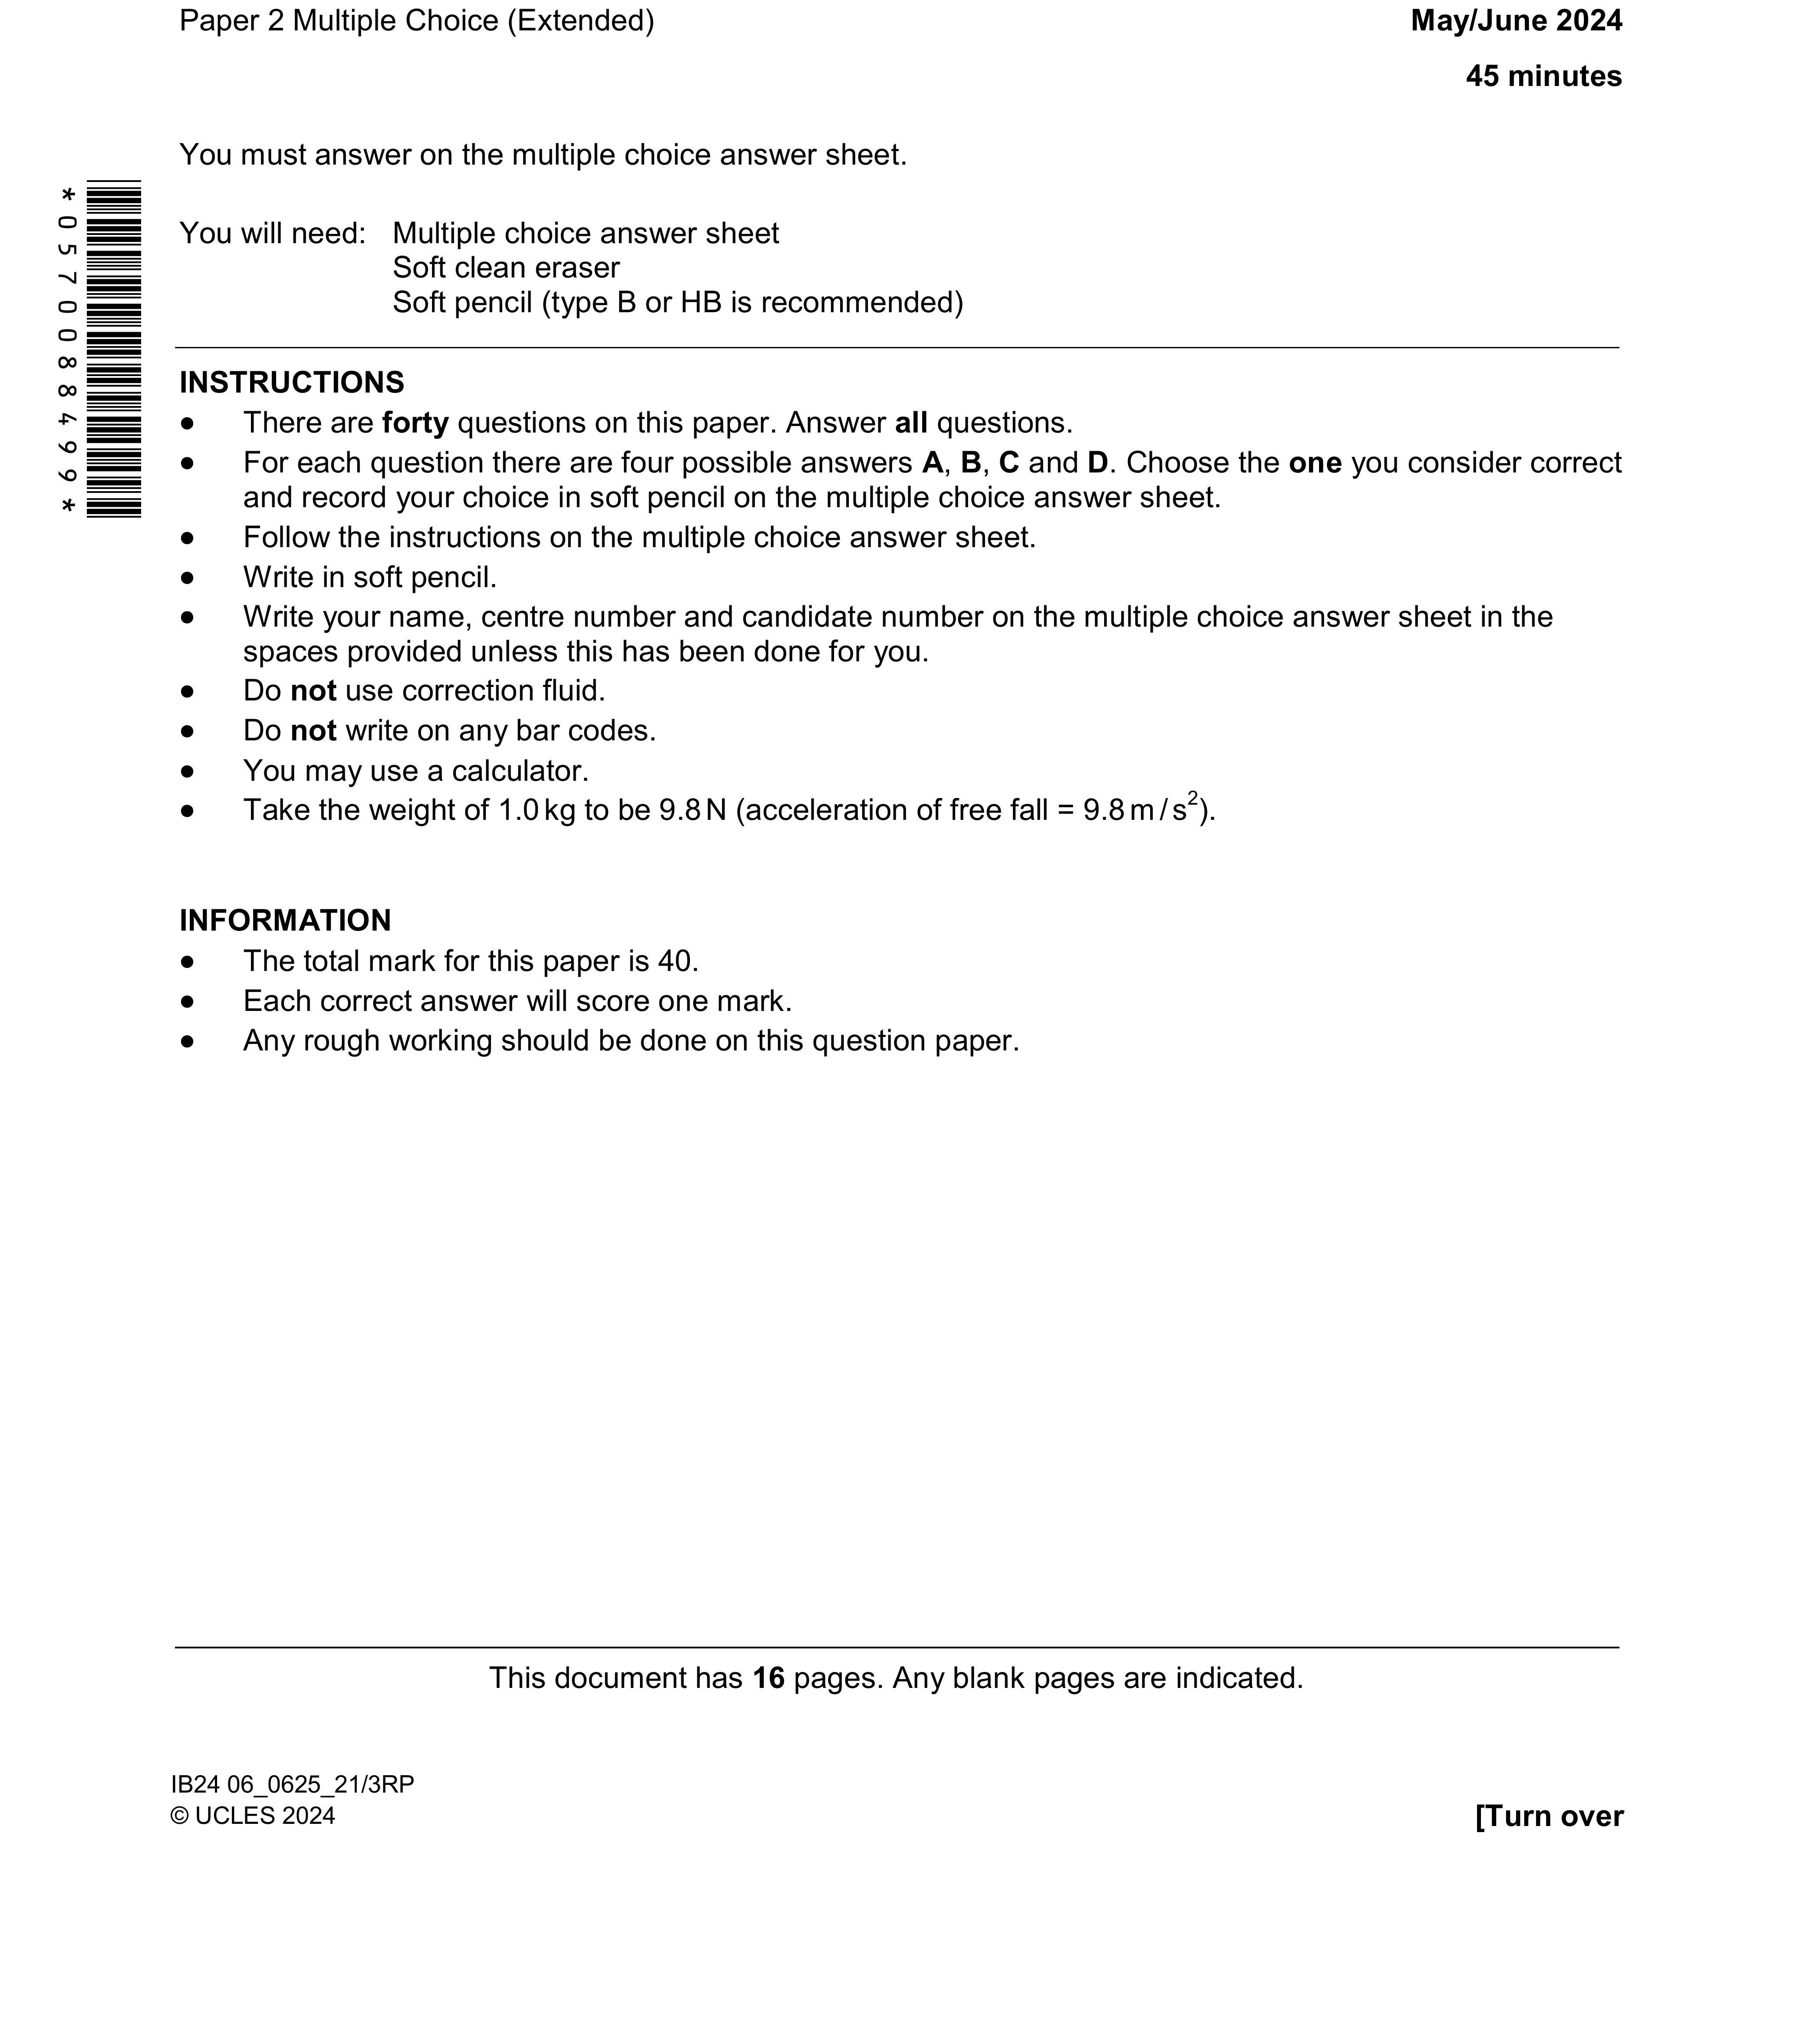 Paper 2 Multiple Choice (Extended) May/June 2024
45 minutes
You must answer on the multiple choice answer sheet.
*0570088499*
You will need: Multiple choice answer sheet
Soft clean eraser
Soft pencil (type B or HB is recommended)
INSTRUCTIONS
● There are forty questions on this paper. Answer all questions.
● For each question there are four possible answers A, B, C and D. Choose the one you consider correct
and record your choice in soft pencil on the multiple choice answer sheet.
● Follow the instructions on the multiple choice answer sheet.
● Write in soft pencil.
● Write your name, centre number and candidate number on the multiple choice answer sheet in the
spaces provided unless this has been done for you.
● Do not use correction fluid.
● Do not write on any bar codes.
● You may use a calculator.
● Take the weight of 1.0 kg to be 9.8 N (acceleration of free fall = 9.8 m / s²).
INFORMATION
● The total mark for this paper is 40.
● Each correct answer will score one mark.
● Any rough working should be done on this question paper.
This document has 16 pages. Any blank pages are indicated.
IB24 06_0625_21/3RP
© UCLES 2024 [Turn over